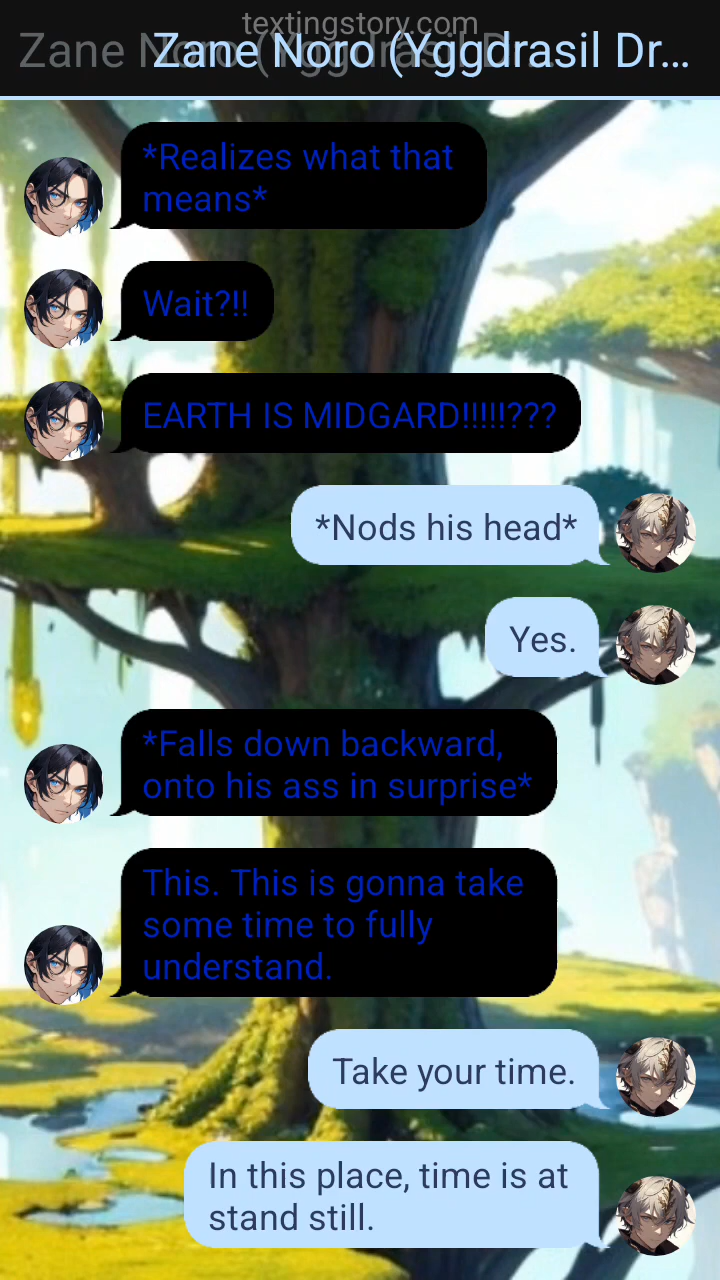 textingstory.com
Zane Noro (Yggdrasil Dr...
*Realizes what that
means*
Wait?!!
EARTH IS MIDGARD!!!!!???
*Nods his head*
Yes.
*Falls down backward,
onto his ass in surprise*
This. This is gonna take
some time to fully
understand.
Take your time.
In this place, time is at
stand still.